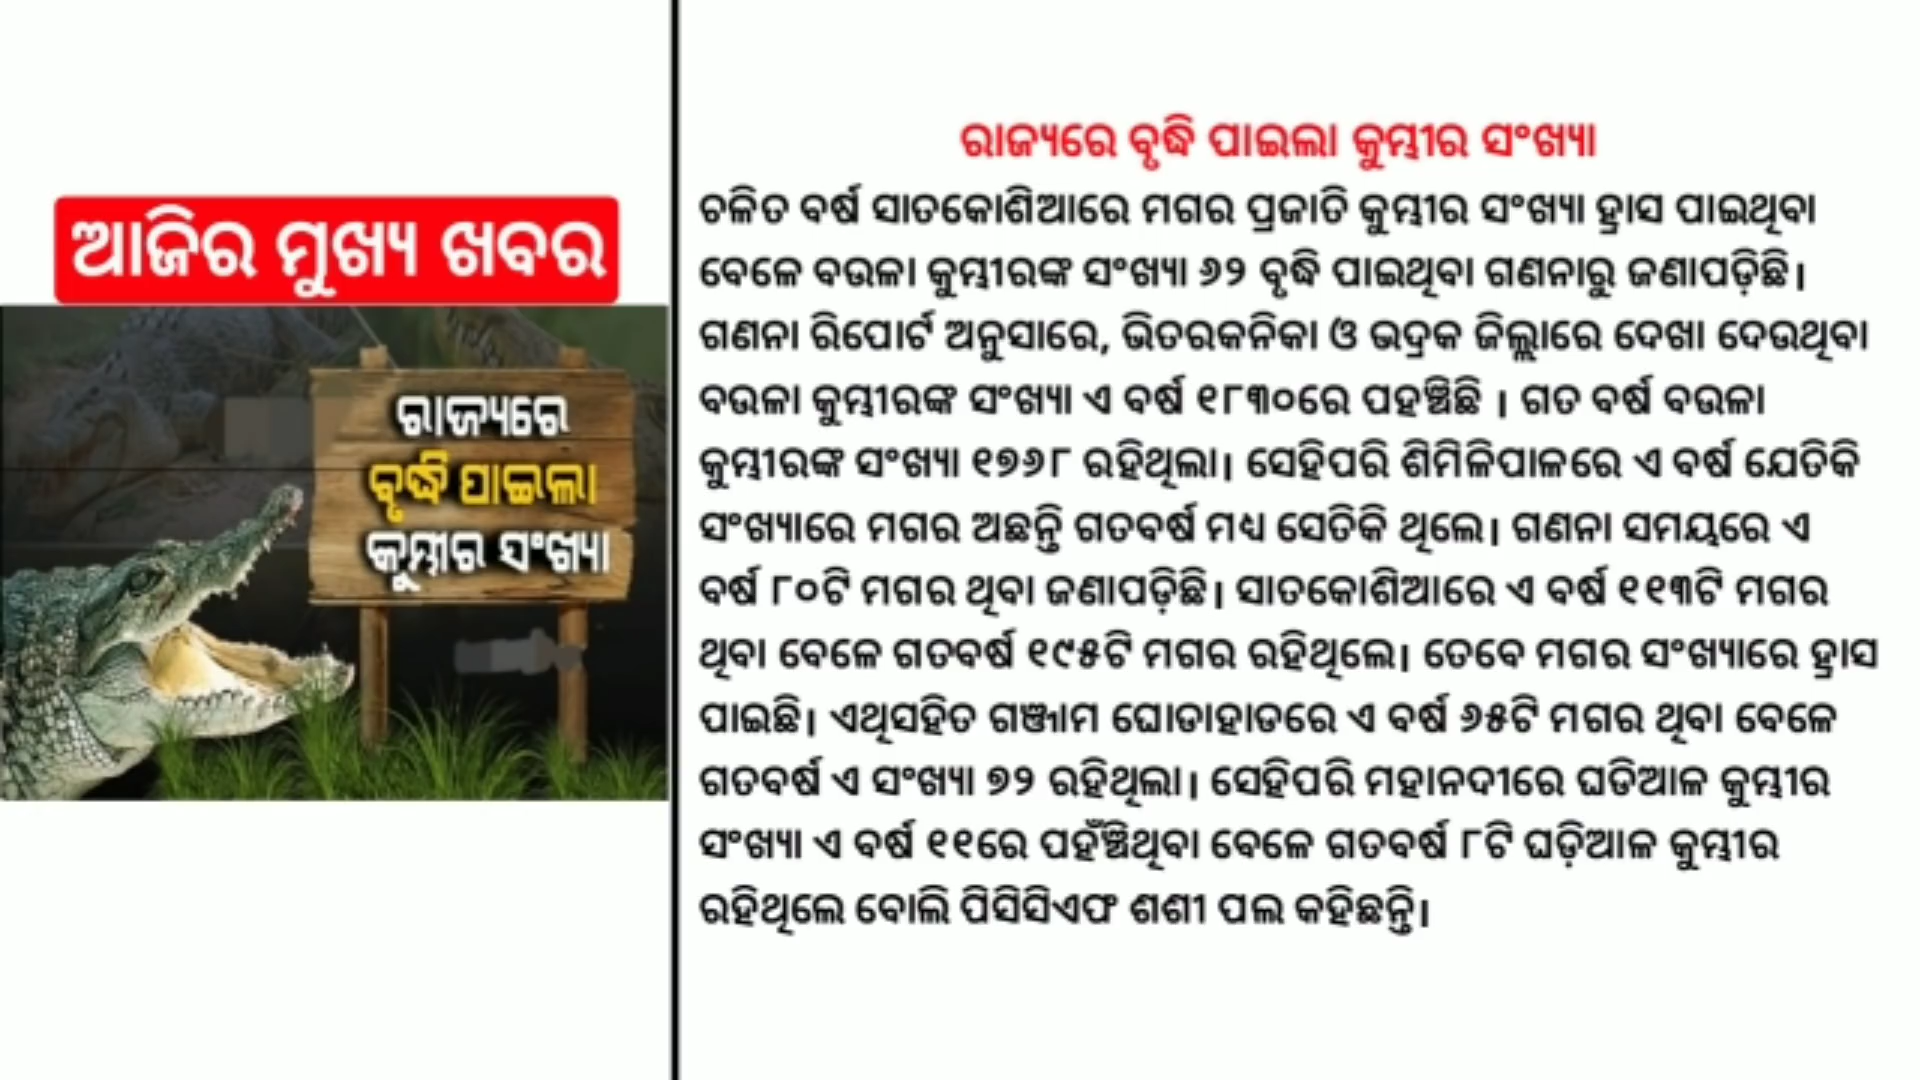 ଆଜିର ମୁଖ୍ୟ ଖବର
ରାଜ୍ୟରେ
ବୃଦ୍ଧି ପାଇଲା
କୁମ୍ଭୀର ସଂଖ୍ୟା
ରାଜ୍ୟରେ ବୃଦ୍ଧି ପାଇଲା କୁମ୍ଭୀର ସଂଖ୍ୟା
ଚଳିତ ବର୍ଷ ସାତକୋଶିଆରେ ମଗର ପ୍ରଜାତି କୁମ୍ଭୀର ସଂଖ୍ୟା ହ୍ରାସ ପାଇଥିବା
ବେଳେ ବଉଳା କୁମ୍ଭୀରଙ୍କ ସଂଖ୍ୟା ୬୨ ବୃଦ୍ଧି ପାଇଥିବା ଗଣନାରୁ ଜଣାପଡ଼ିଛି।
ଗଣନା ରିପୋର୍ଟ ଅନୁସାରେ, ଭିତରକନିକା ଓ ଭଦ୍ରକ ଜିଲ୍ଲାରେ ଦେଖା ଦେଉଥିବା
ବଉଳା କୁମ୍ଭୀରଙ୍କ ସଂଖ୍ୟା ଏ ବର୍ଷ ୧୮୩୦ରେ ପହଞ୍ଚିଛି । ଗତ ବର୍ଷ ବଉଳା
କୁମ୍ଭୀରଙ୍କ ସଂଖ୍ୟା ୧୭୬୮ ରହିଥିଲା। ସେହିପରି ଶିମିଳିପାଳରେ ଏ ବର୍ଷ ଯେତିକି
ସଂଖ୍ୟାରେ ମଗର ଅଛନ୍ତି ଗତବର୍ଷ ମଧ୍ୟ ସେତିକି ଥିଲେ। ଗଣନା ସମୟରେ ଏ
ବର୍ଷ ୮୦ଟି ମଗର ଥିବା ଜଣାପଡ଼ିଛି। ସାତକୋଶିଆରେ ଏ ବର୍ଷ ୧୧୩ଟି ମଗର
ଥିବା ବେଳେ ଗତବର୍ଷ ୧୯୫ଟି ମଗର ରହିଥିଲେ। ତେବେ ମଗର ସଂଖ୍ୟାରେ ହ୍ରାସ
ପାଇଛି। ଏଥିସହିତ ଗଞ୍ଜାମ ଘୋଡାହାଡରେ ଏ ବର୍ଷ ୬୫ଟି ମଗର ଥିବା ବେଳେ
ଗତବର୍ଷ ଏ ସଂଖ୍ୟା ୭୨ ରହିଥିଲା। ସେହିପରି ମହାନଦୀରେ ଘଡିଆଳ କୁମ୍ଭୀର
ସଂଖ୍ୟା ଏ ବର୍ଷ ୧୧ରେ ପହଁଞ୍ଚିଥିବା ବେଳେ ଗତବର୍ଷ ୮ଟି ଘଡ଼ିଆଳ କୁମ୍ଭୀର
ରହିଥିଲେ ବୋଲି ପିସିସିଏଫ ଶଶୀ ପଲ କହିଛନ୍ତି।